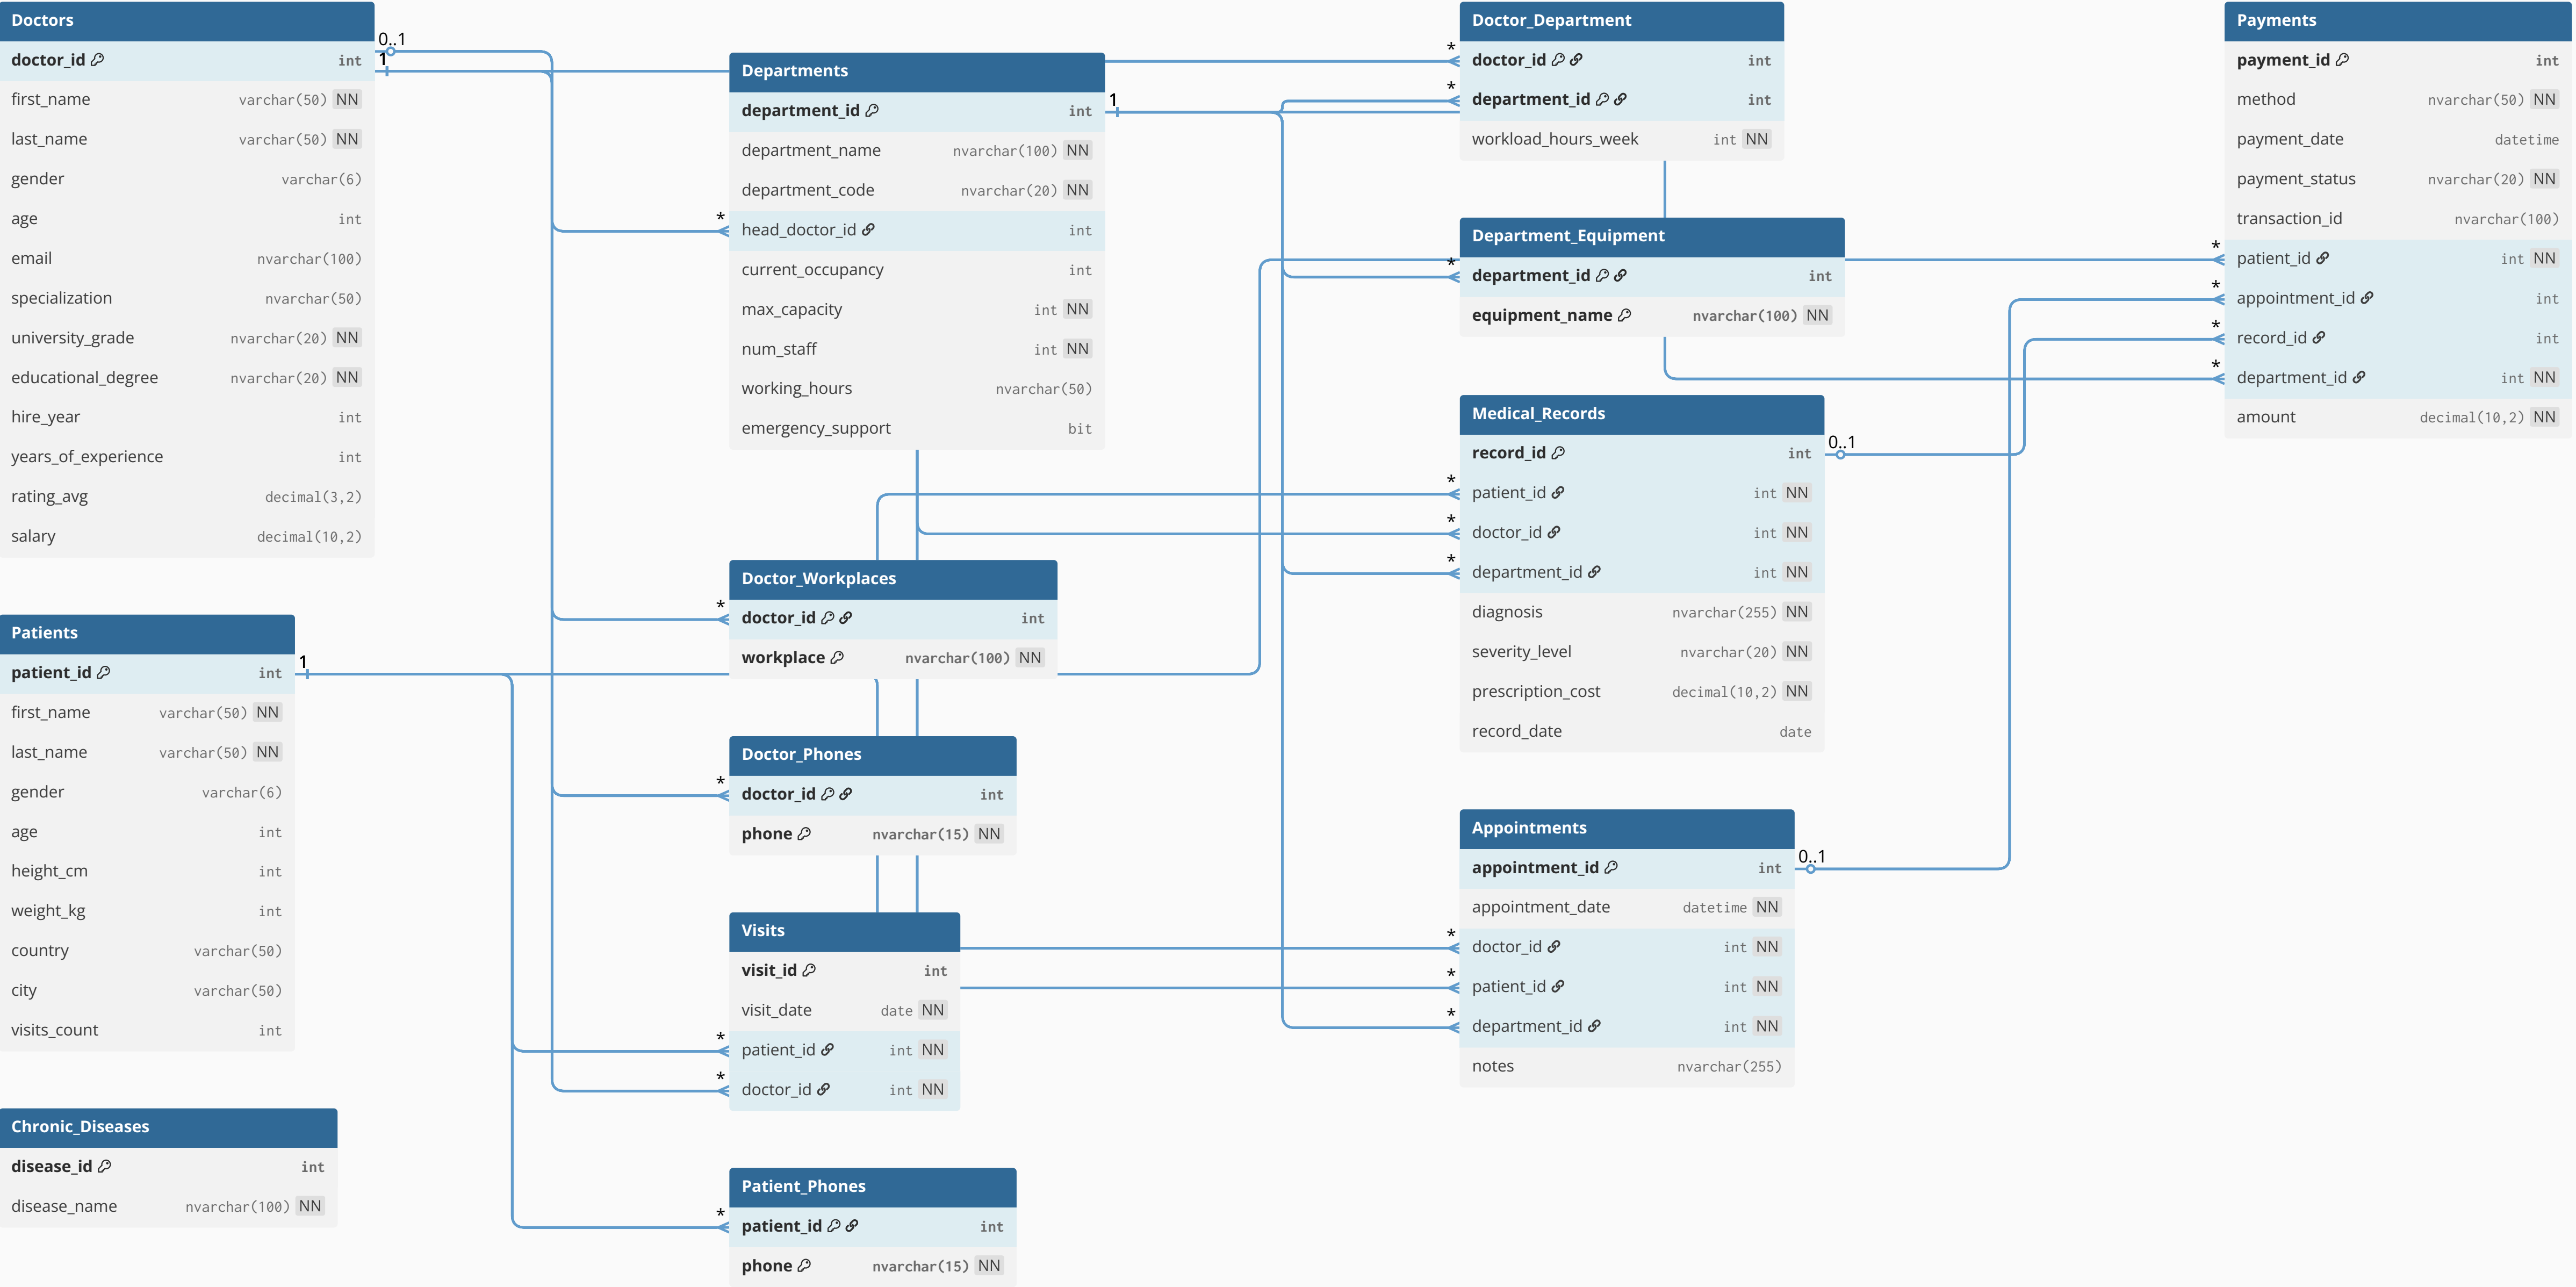 Doctors
doctor_id int
first_name varchar(50) NN
last_name varchar(50) NN
gender varchar(6)
age int
email nvarchar(100)
specialization nvarchar(50)
university_grade nvarchar(20) NN
educational_degree nvarchar(20) NN
hire_year int
years_of_experience int
rating_avg decimal(3,2)
salary decimal(10,2)
0..1
1
Patients
patient_id int
first_name varchar(50) NN
last_name varchar(50) NN
gender varchar(6)
age int
height_cm int
weight_kg int
country varchar(50)
city varchar(50)
visits_count int
1
Chronic_Diseases
disease_id int
disease_name nvarchar(100) NN
Departments
department_id int
department_name nvarchar(100) NN
department_code nvarchar(20) NN
* head_doctor_id int
current_occupancy int
max_capacity int NN
num_staff int NN
working_hours nvarchar(50)
emergency_support bit
1
Doctor_Workplaces
* doctor_id int
workplace nvarchar(100) NN
Doctor_Phones
* doctor_id int
phone nvarchar(15) NN
Visits
visit_id int
visit_date date NN
* patient_id int NN
* doctor_id int NN
Patient_Phones
* patient_id int
phone nvarchar(15) NN
Doctor_Department
* doctor_id int
* department_id int
workload_hours_week int NN
Department_Equipment
* department_id int
equipment_name nvarchar(100) NN
Medical_Records
record_id int
0..1
* patient_id int NN
* doctor_id int NN
* department_id int NN
diagnosis nvarchar(255) NN
severity_level nvarchar(20) NN
prescription_cost decimal(10,2) NN
record_date date
Appointments
appointment_id int
0..1
appointment_date datetime NN
* doctor_id int NN
* patient_id int NN
* department_id int NN
notes nvarchar(255)
Payments
payment_id int
method nvarchar(50) NN
payment_date datetime
payment_status nvarchar(20) NN
transaction_id nvarchar(100)
* patient_id int NN
* appointment_id int
* record_id int
* department_id int NN
amount decimal(10,2) NN